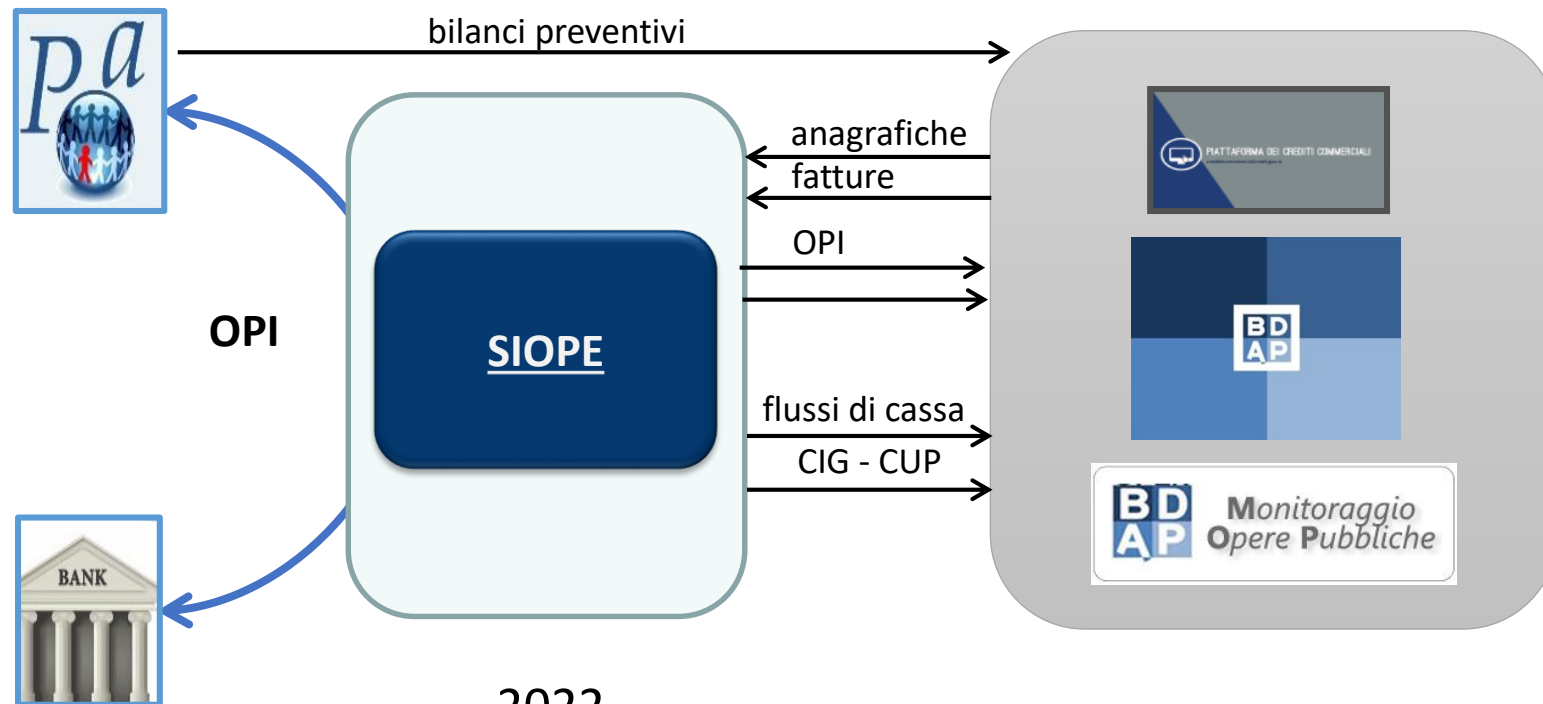 pa
bilanci preventivi
anagrafiche
fatture
OPI
OPI
SIOPE
flussi di cassa
CIG - CUP
PIATTAFORMA DEI CREDITI COMMERCIALI
BD
AP
BD
AP
Monitoraggio
Opere Pubbliche
BANK
2022